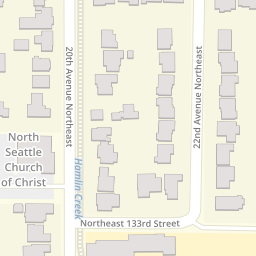 20th Avenue Northeast
22nd Avenue Northeast
North
Seattle
Church
of Christ
Hamlin Creek
Northeast 133rd Street